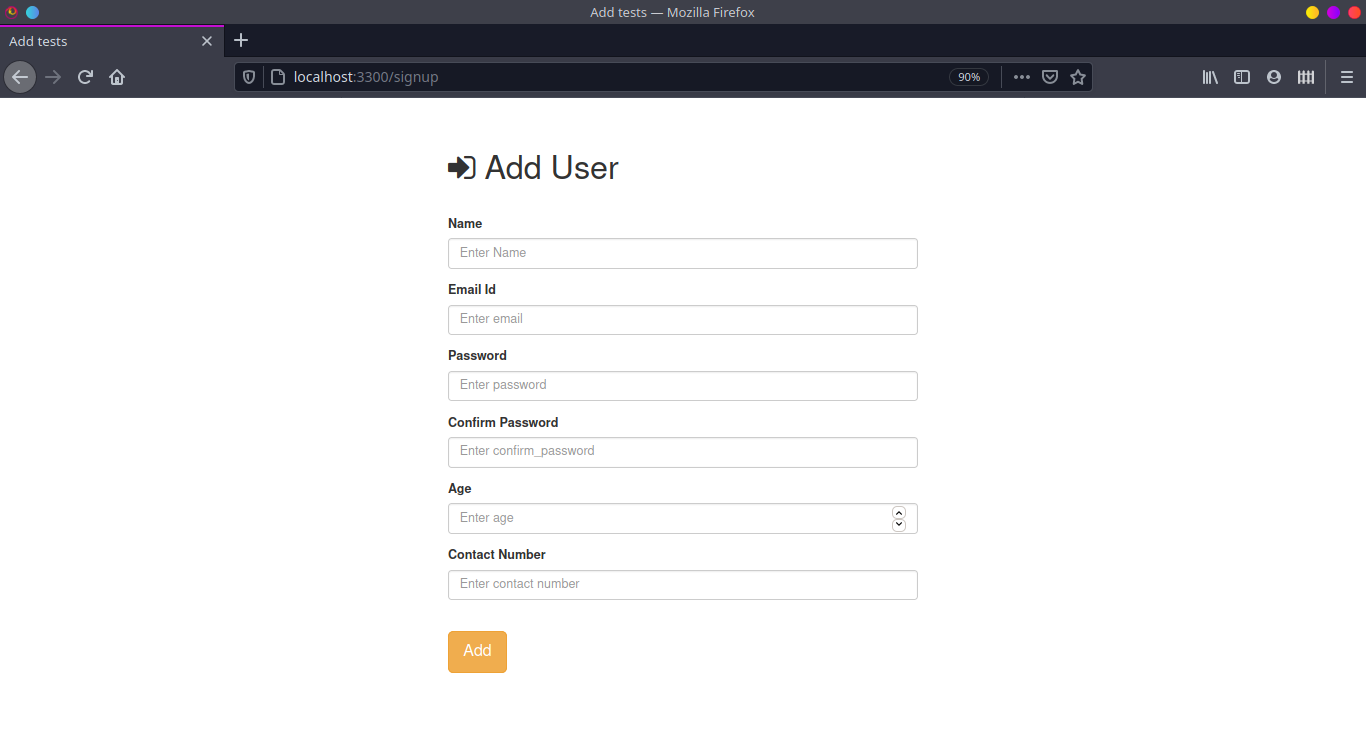 Add tests — Mozilla Firefox
Add tests
localhost:3300/signup
90%
Add User
Name
Enter Name
Email Id
Enter email
Password
Enter password
Confirm Password
Enter confirm_password
Age
Enter age
Contact Number
Enter contact number
Add